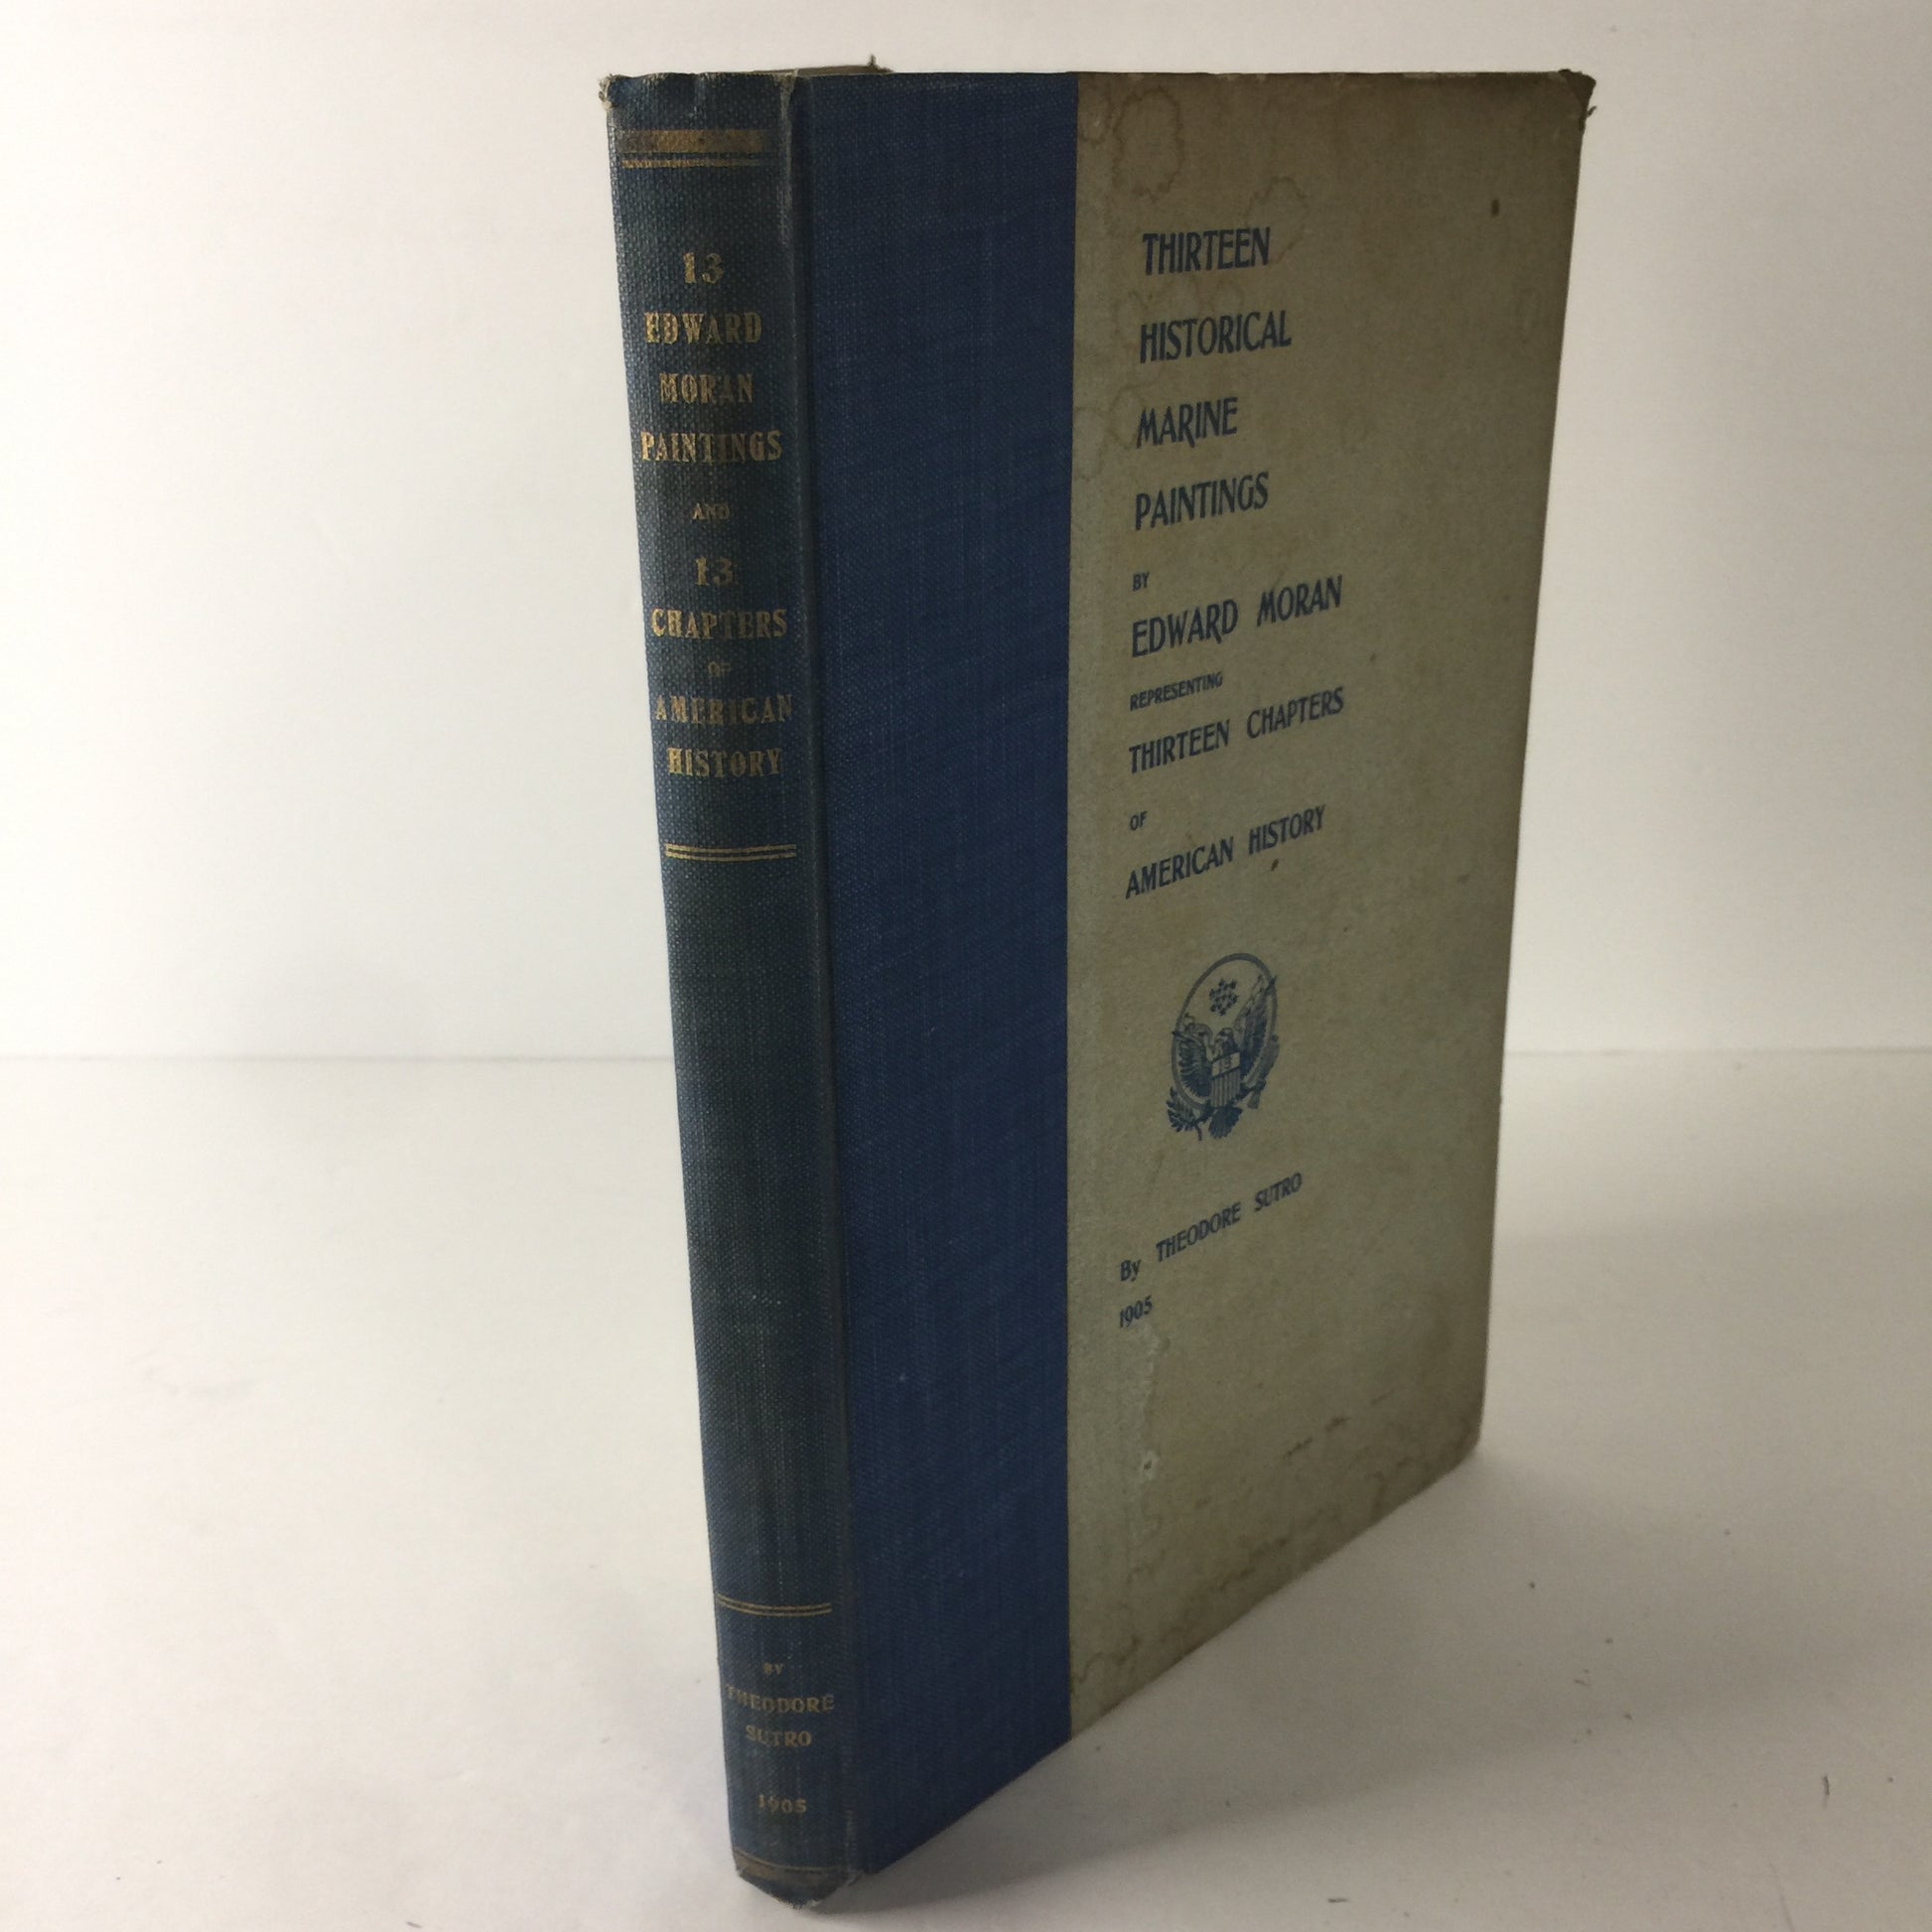 13
EDWARD
MORAN
PAINTINGS
AND
13
CHAPTERS
OF
AMERICAN
HISTORY
BY
THEODORE
SUTRO
1905
THIRTEEN
HISTORICAL
MARINE
PAINTINGS
BY
EDWARD MORAN
REPRESENTING
THIRTEEN CHAPTERS
OF
AMERICAN HISTORY
13
By THEODORE SUTRO
1905